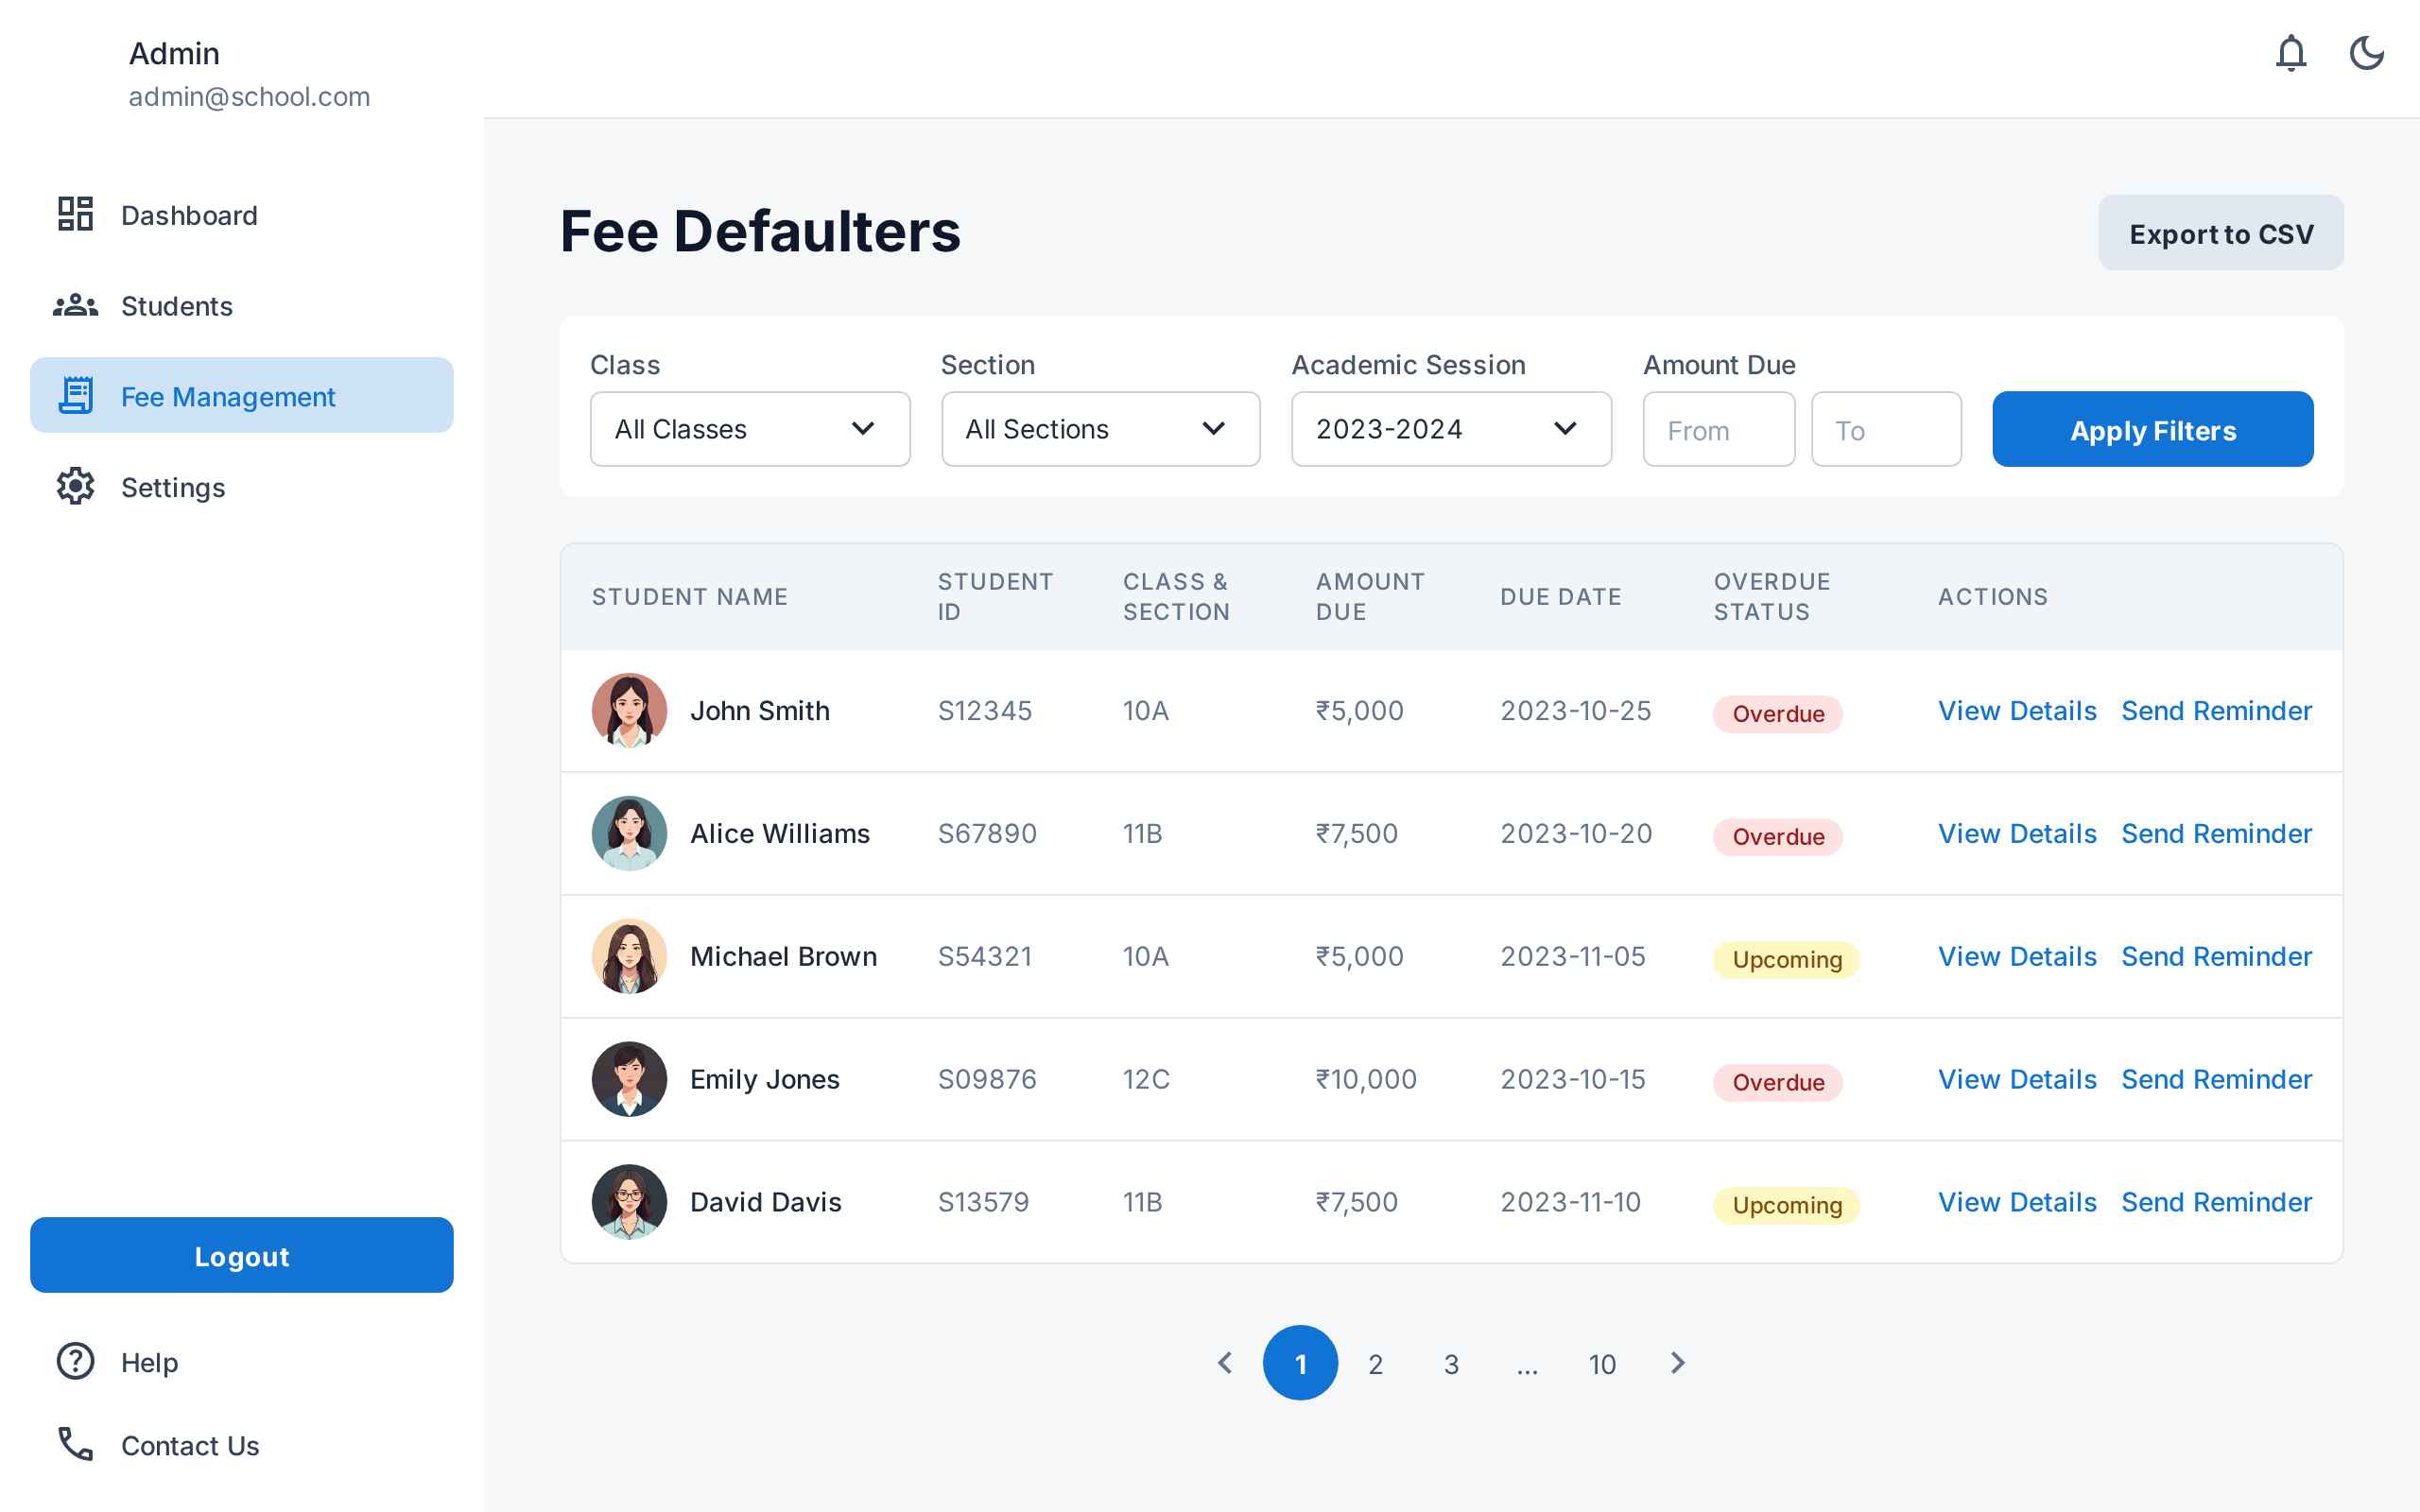 Admin
admin@school.com
Dashboard
Students
Fee Management
Settings
Logout
Help
Contact Us
Fee Defaulters
Export to CSV
Class
Section
Academic Session
Amount Due
All Classes
All Sections
2023-2024
From
To
Apply Filters
STUDENT NAME
STUDENT ID
CLASS & SECTION
AMOUNT DUE
DUE DATE
OVERDUE STATUS
ACTIONS
John Smith S12345 10A ₹5,000 2023-10-25 Overdue View Details Send Reminder
Alice Williams S67890 11B ₹7,500 2023-10-20 Overdue View Details Send Reminder
Michael Brown S54321 10A ₹5,000 2023-11-05 Upcoming View Details Send Reminder
Emily Jones S09876 12C ₹10,000 2023-10-15 Overdue View Details Send Reminder
David Davis S13579 11B ₹7,500 2023-11-10 Upcoming View Details Send Reminder
1 2 3 ... 10